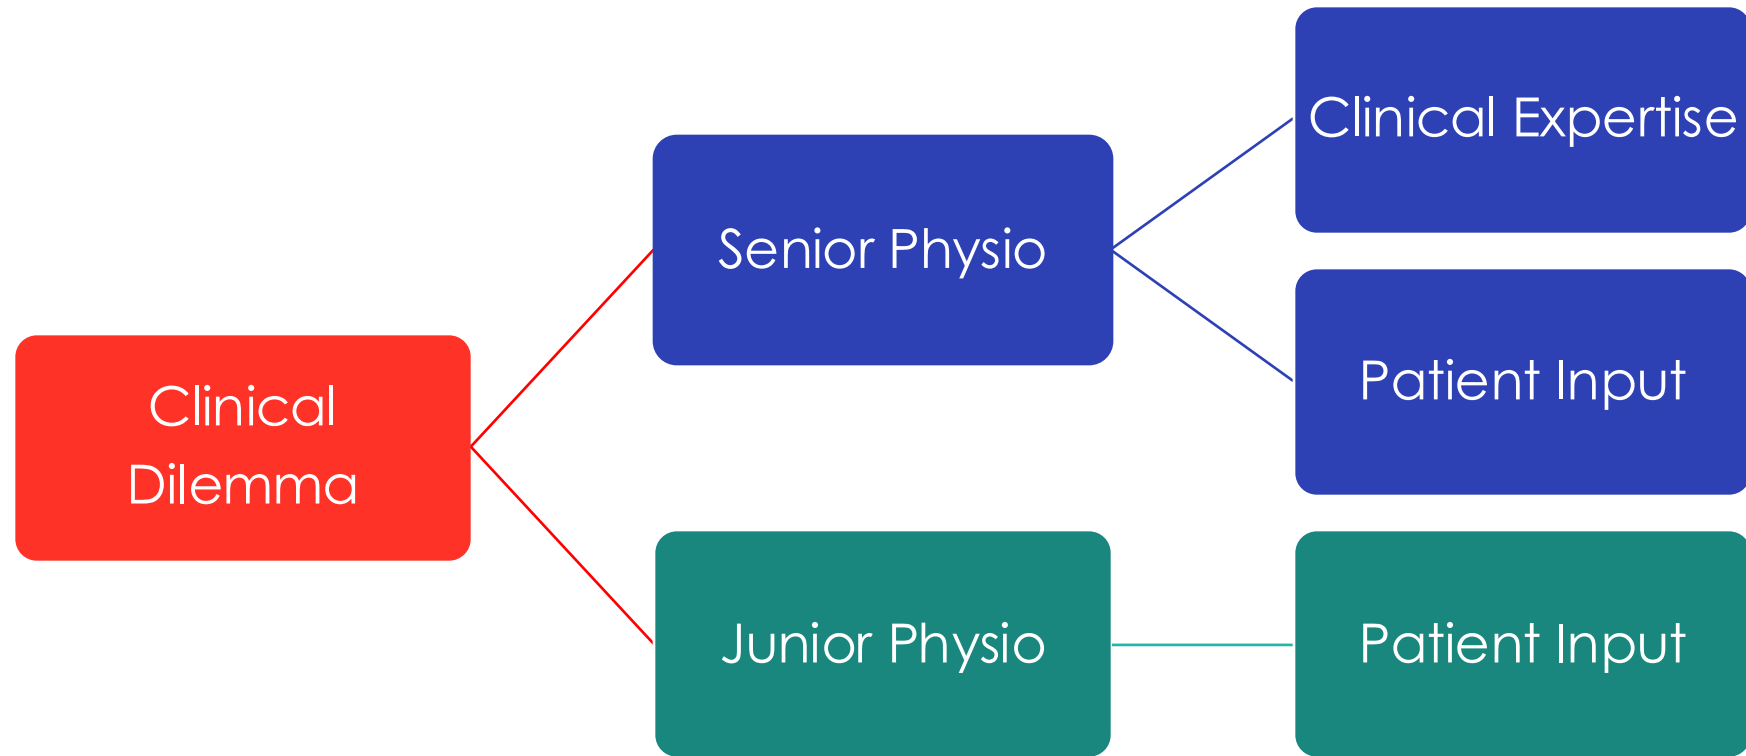 Clinical Expertise
Senior Physio
Patient Input
Clinical
Dilemma
Junior Physio
Patient Input